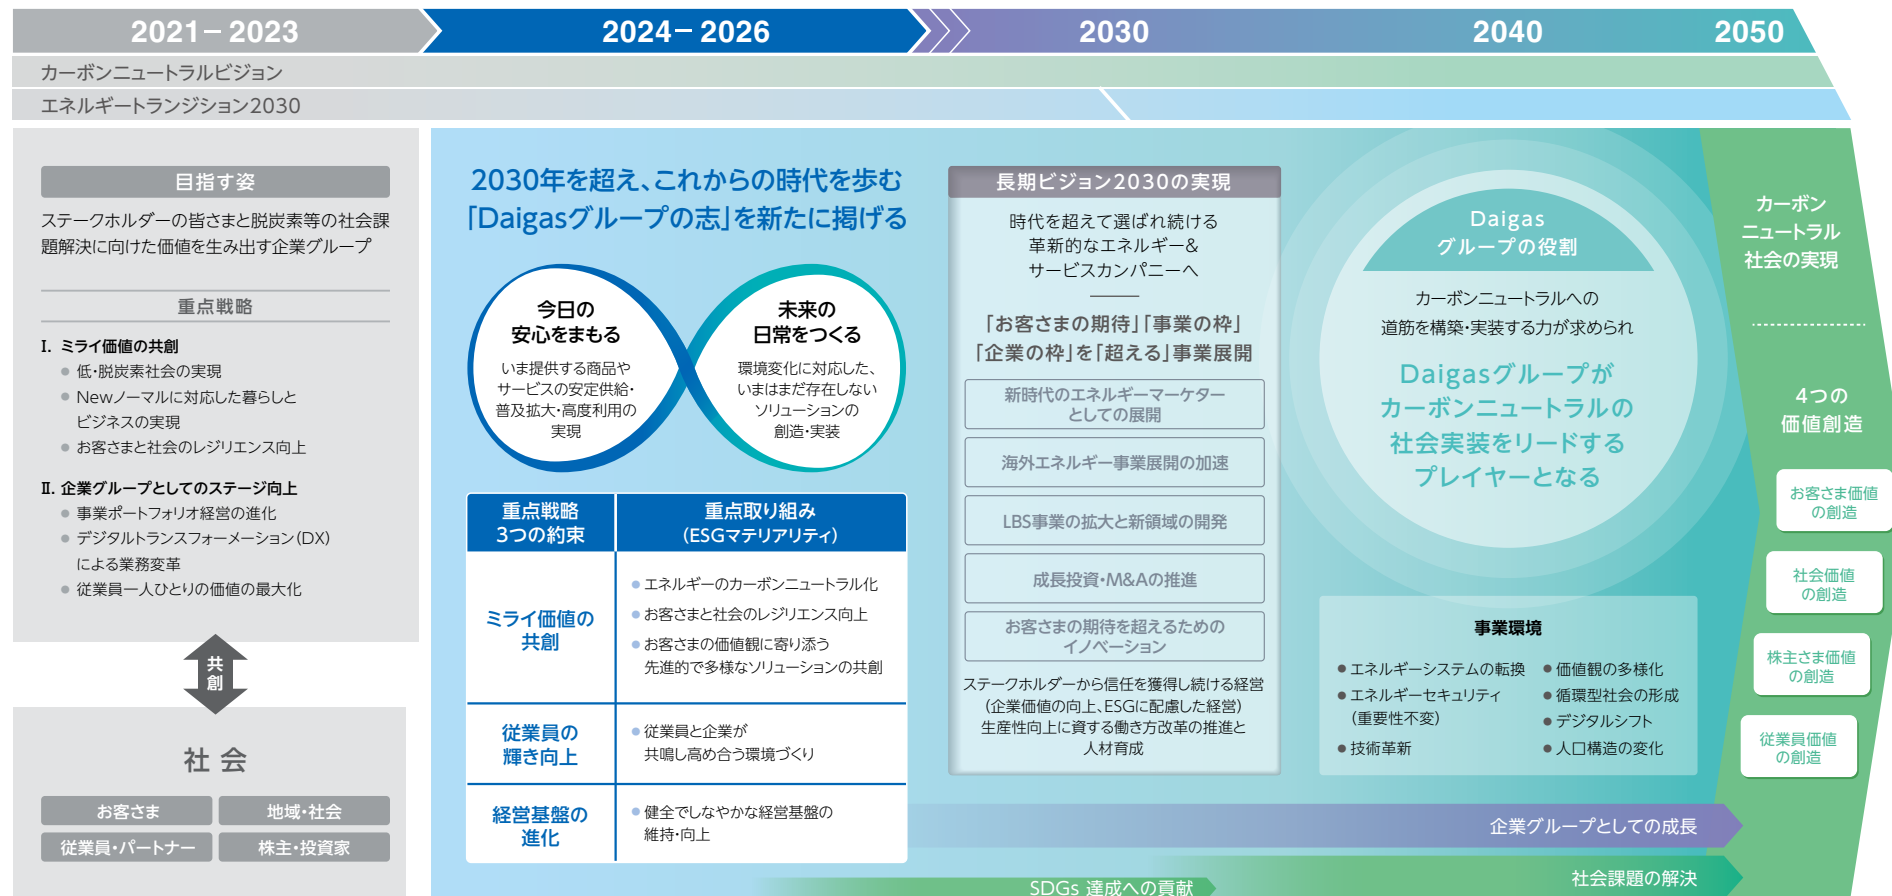 2021－2023
2024－2026
2030
2040
2050
カーボンニュートラルビジョン
エネルギートランジション2030
目指す姿
ステークホルダーの皆さまと脱炭素等の社会課
題解決に向けた価値を生み出す企業グループ
重点戦略
I. ミライ価値の共創
● 低・脱炭素社会の実現
● Newノーマルに対応した暮らしと
ビジネスの実現
● お客さまと社会のレジリエンス向上
II. 企業グループとしてのステージ向上
● 事業ポートフォリオ経営の進化
● デジタルトランスフォーメーション（DX）
による業務変革
● 従業員一人ひとりの価値の最大化
共創
社会
お客さま
地域・社会
従業員・パートナー
株主・投資家
2030年を超え、これからの時代を歩む
「Daigasグループの志」を新たに掲げる
今日の
安心をまもる
いま提供する商品や
サービスの安定供給・
普及拡大・高度利用の
実現
未来の
日常をつくる
環境変化に対応した、
いまはまだ存在しない
ソリューションの
創造・実装
重点戦略
3つの約束
重点取り組み
（ESGマテリアリティ）
ミライ価値の
共創
● エネルギーのカーボンニュートラル化
● お客さまと社会のレジリエンス向上
● お客さまの価値観に寄り添う
先進的で多様なソリューションの共創
従業員の
輝き向上
● 従業員と企業が
共鳴し高め合う環境づくり
経営基盤の
進化
● 健全でしなやかな経営基盤の
維持・向上
長期ビジョン2030の実現
時代を超えて選ばれ続ける
革新的なエネルギー＆
サービスカンパニーへ
「お客さまの期待」「事業の枠」
「企業の枠」を「超える」事業展開
新時代のエネルギーマーケター
としての展開
海外エネルギー事業展開の加速
LBS事業の拡大と新領域の開発
成長投資・M&Aの推進
お客さまの期待を超えるための
イノベーション
ステークホルダーから信任を獲得し続ける経営
（企業価値の向上、ESGに配慮した経営）
生産性向上に資する働き方改革の推進と
人材育成
Daigas
グループの役割
カーボンニュートラルへの
道筋を構築・実装する力が求められ
Daigasグループが
カーボンニュートラルの
社会実装をリードする
プレイヤーとなる
事業環境
● エネルギーシステムの転換
● エネルギーセキュリティ
（重要性不変）
● 技術革新
● 価値観の多様化
● 循環型社会の形成
● デジタルシフト
● 人口構造の変化
カーボン
ニュートラル
社会の実現
4つの
価値創造
お客さま価値
の創造
社会価値
の創造
株主さま価値
の創造
従業員価値
の創造
企業グループとしての成長
社会課題の解決
SDGs 達成への貢献